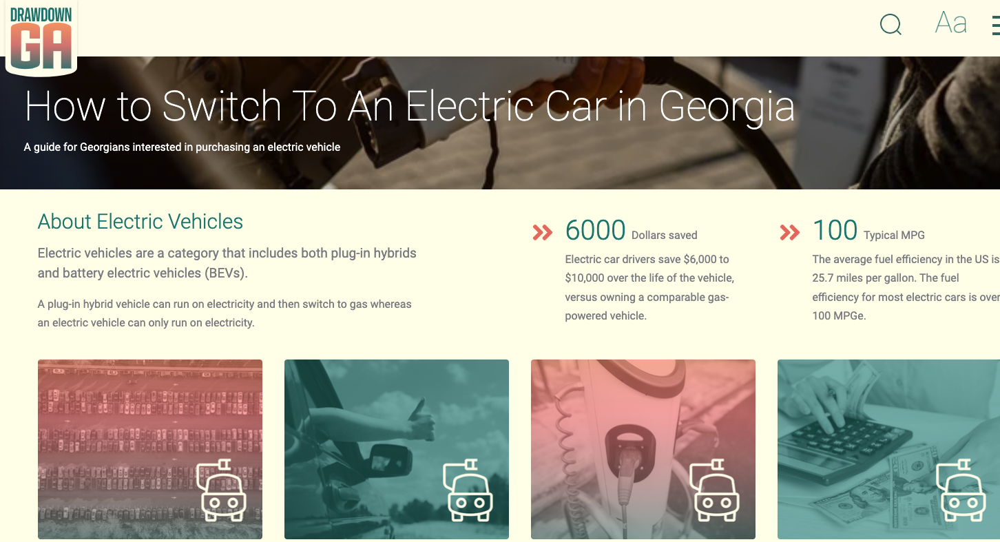 DRAWDOWN
GA
Aa
How to Switch To An Electric Car in Georgia
A guide for Georgians interested in purchasing an electric vehicle
About Electric Vehicles
Electric vehicles are a category that includes both plug-in hybrids
and battery electric vehicles (BEVs).
A plug-in hybrid vehicle can run on electricity and then switch to gas whereas
an electric vehicle can only run on electricity.
6000 Dollars saved
Electric car drivers save $6,000 to
$10,000 over the life of the vehicle,
versus owning a comparable gas-
powered vehicle.
100 Typical MPG
The average fuel efficiency in the US is
25.7 miles per gallon. The fuel
efficiency for most electric cars is over
100 MPGe.